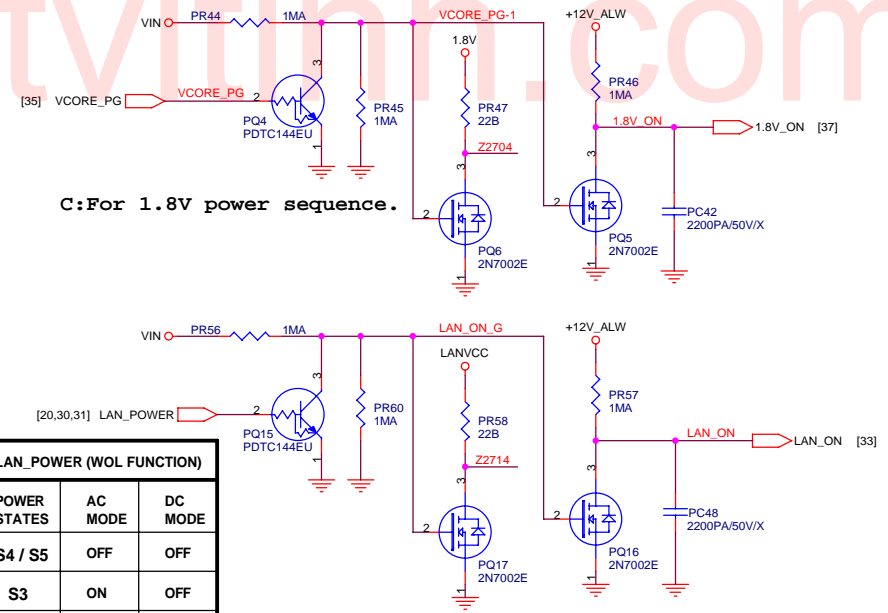 tvitinh.com
VIN PR44 1MA VCORE_PG-1 +12V_ALW
1.8V
[35] VCORE_PG VCORE_PG 2 3 PR45 1MA PR47 22B PR46 1MA
PQ4 PDTC144EU 1
1.8V_ON 1.8V_ON [37]
Z2704
C:For 1.8V power sequence.
2 3 1 PQ6 2N7002E
2 3 1 PQ5 2N7002E
PC42 2200PA/50V/X
VIN PR56 1MA LAN_ON_G +12V_ALW
LANVCC
[20,30,31] LAN_POWER 2 3 PR60 1MA PR58 22B PR57 1MA
PQ15 PDTC144EU 1
LAN_ON LAN_ON [33]
Z2714
2 3 1 PQ17 2N7002E
2 3 1 PQ16 2N7002E
PC48 2200PA/50V/X
LAN_POWER (WOL FUNCTION)
POWER STATES AC MODE DC MODE
S4 / S5 OFF OFF
S3 ON OFF